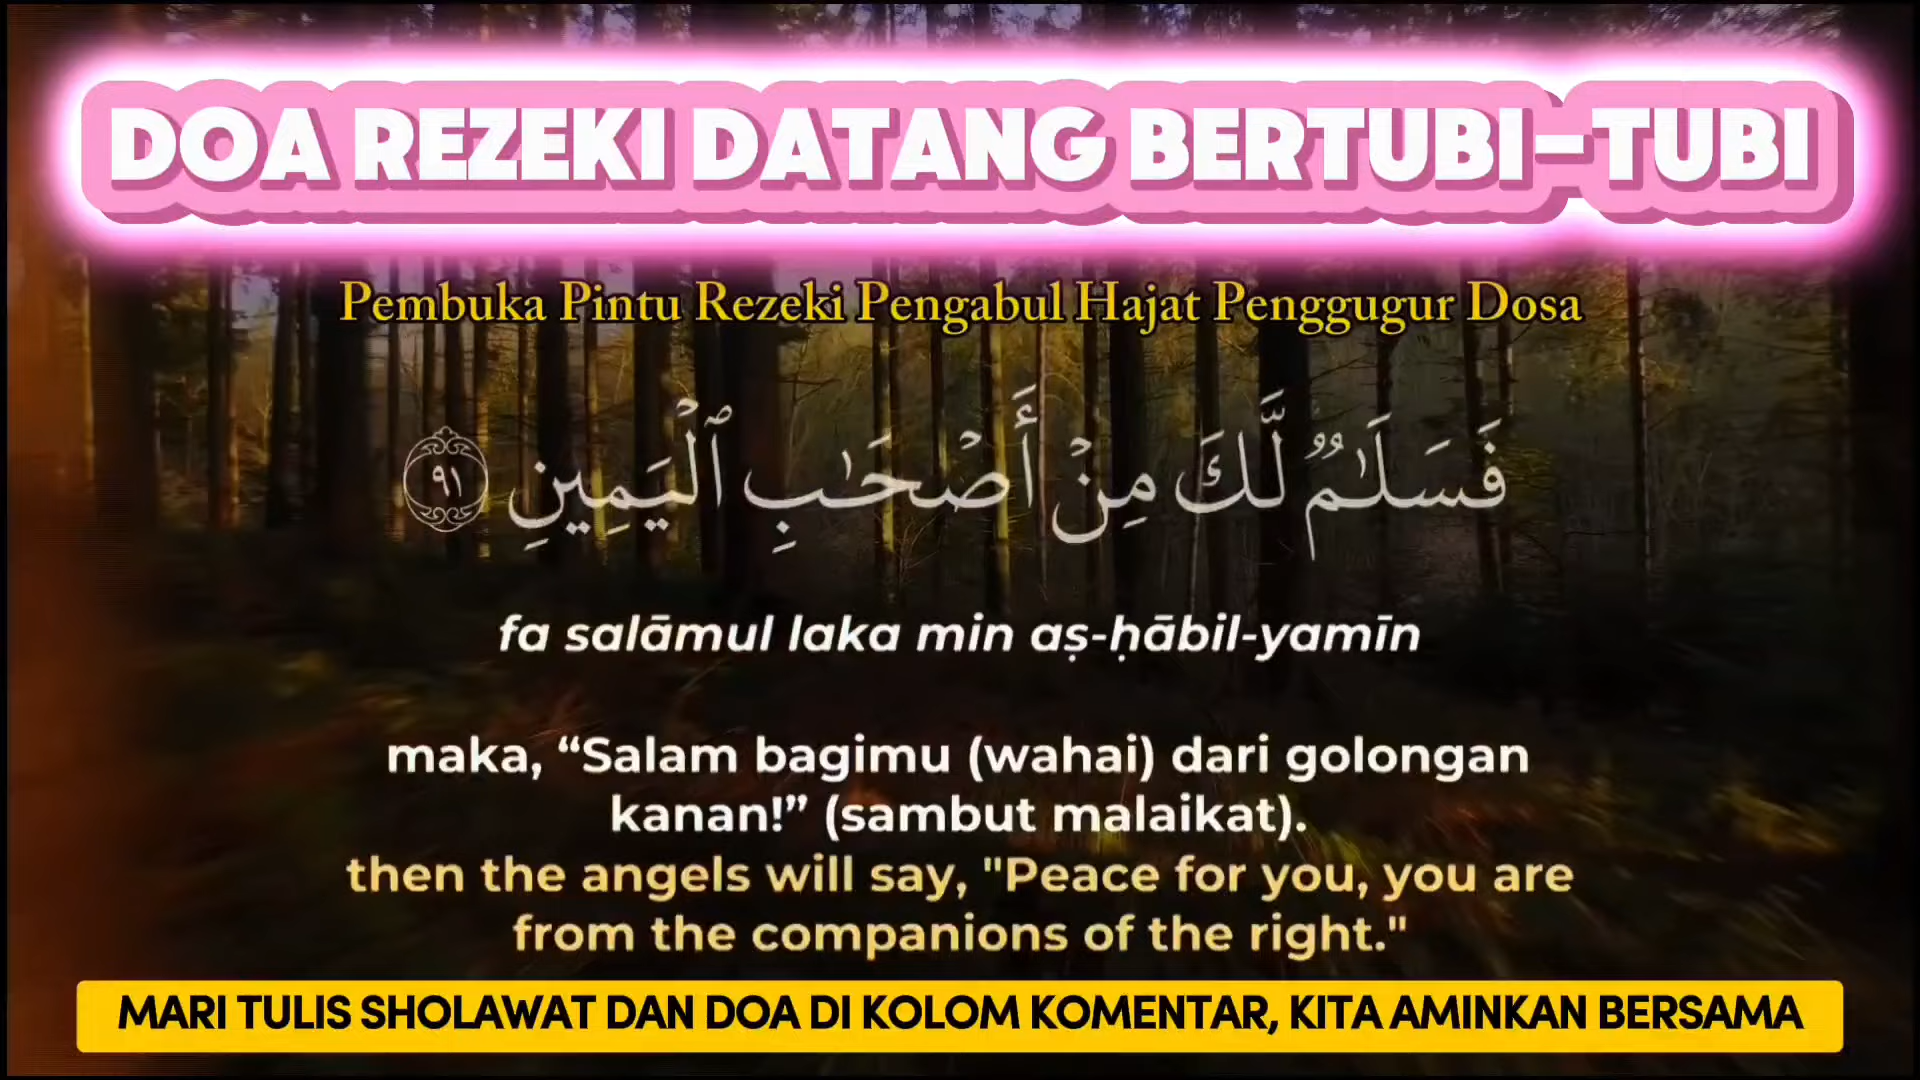 DOA REZEKI DATANG BERTUBI-TUBI
Pembuka Pintu Rezeki Pengabul Hajat Penggugur Dosa
فَسَلَـٰمٌۭ لَّكَ مِنْ أَصْحَـٰبِ ٱلْيَمِينِ ٩١
fa salāmul laka min aṣ-ḥābil-yamīn
maka, “Salam bagimu (wahai) dari golongan
kanan!” (sambut malaikat).
then the angels will say, "Peace for you, you are
from the companions of the right."
MARI TULIS SHOLAWAT DAN DOA DI KOLOM KOMENTAR, KITA AMINKAN BERSAMA